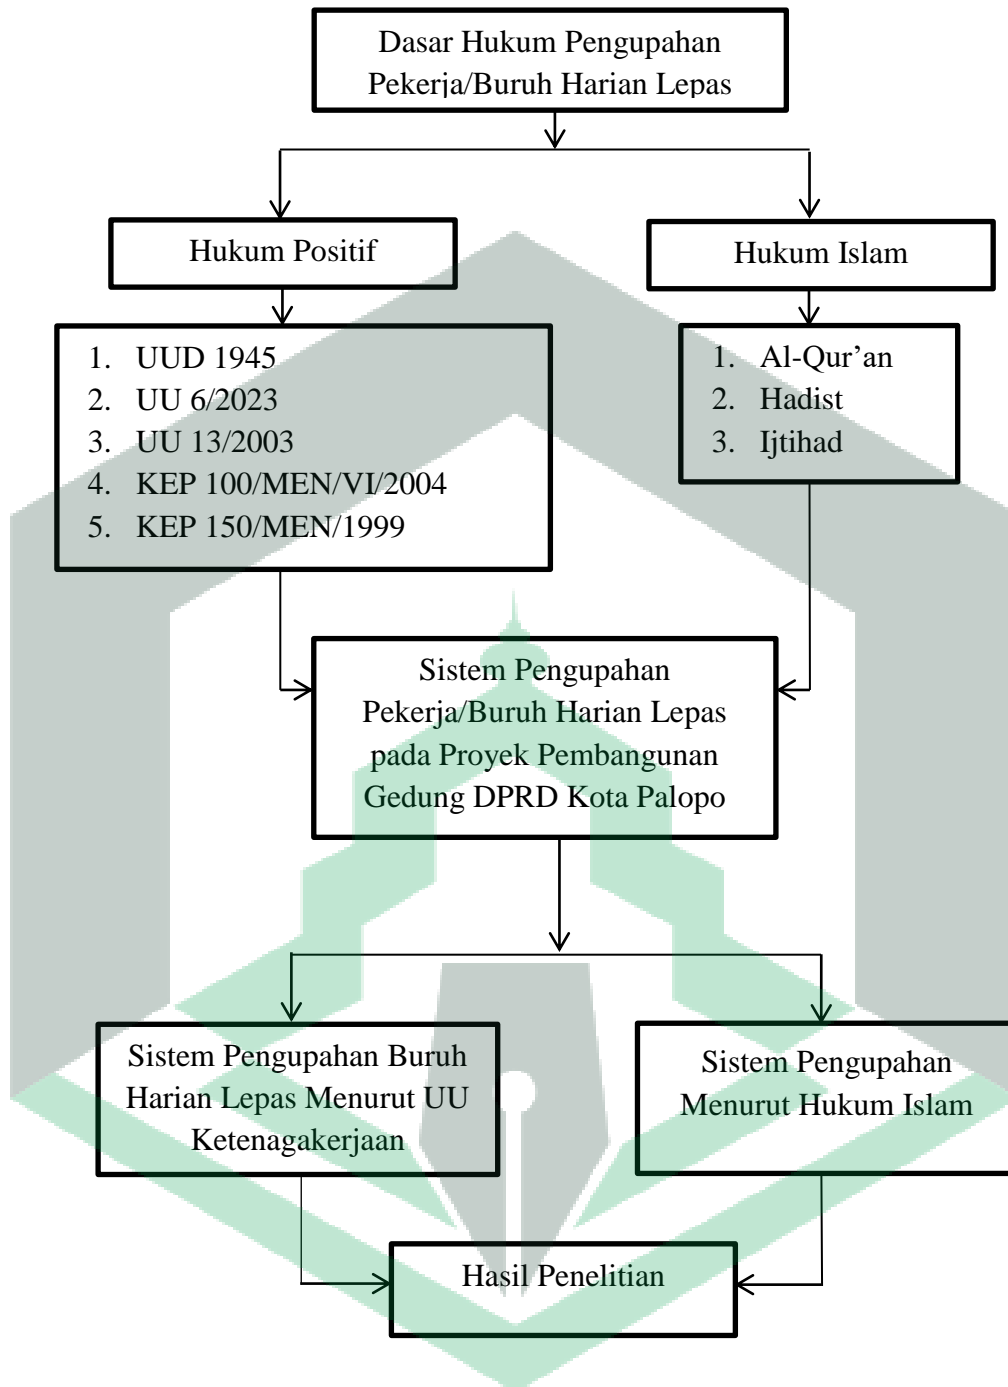 Dasar Hukum Pengupahan
Pekerja/Buruh Harian Lepas
Hukum Positif
Hukum Islam
1. UUD 1945
2. UU 6/2023
3. UU 13/2003
4. KEP 100/MEN/VI/2004
5. KEP 150/MEN/1999
1. Al-Qur’an
2. Hadist
3. Ijtihad
Sistem Pengupahan
Pekerja/Buruh Harian Lepas
pada Proyek Pembangunan
Gedung DPRD Kota Palopo
Sistem Pengupahan Buruh
Harian Lepas Menurut UU
Ketenagakerjaan
Sistem Pengupahan
Menurut Hukum Islam
Hasil Penelitian